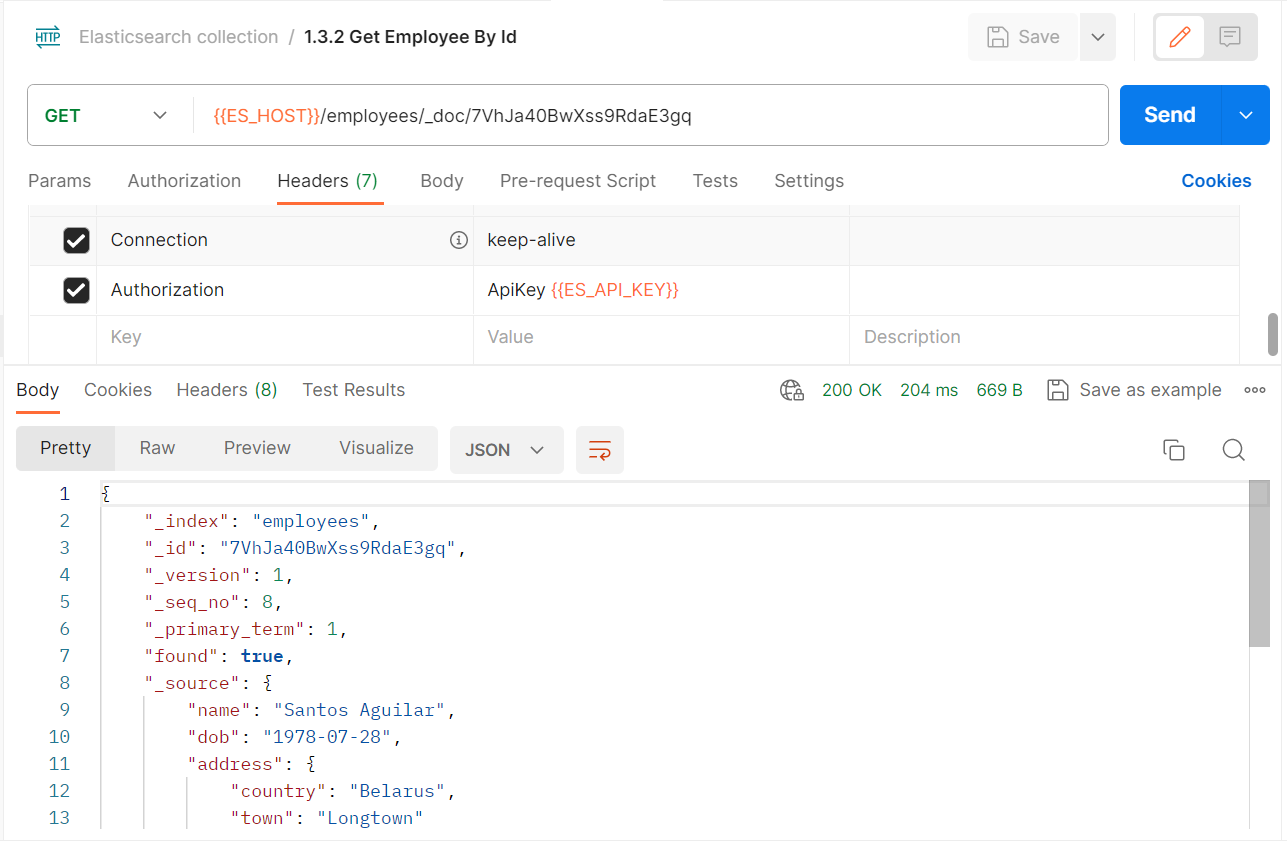 HTTP Elasticsearch collection / 1.3.2 Get Employee By Id Save
GET {{ES_HOST}}/employees/_doc/7VhJa40BwXss9RdaE3gq Send
Params Authorization Headers (7) Body Pre-request Script Tests Settings Cookies
Connection keep-alive
Authorization ApiKey {{ES_API_KEY}}
Key Value Description
Body Cookies Headers (8) Test Results 200 OK 204 ms 669 B Save as example
Pretty Raw Preview Visualize JSON
1 {
2 "_index": "employees",
3 "_id": "7VhJa40BwXss9RdaE3gq",
4 "_version": 1,
5 "_seq_no": 8,
6 "_primary_term": 1,
7 "found": true,
8 "_source": {
9 "name": "Santos Aguilar",
10 "dob": "1978-07-28",
11 "address": {
12 "country": "Belarus",
13 "town": "Longtown"